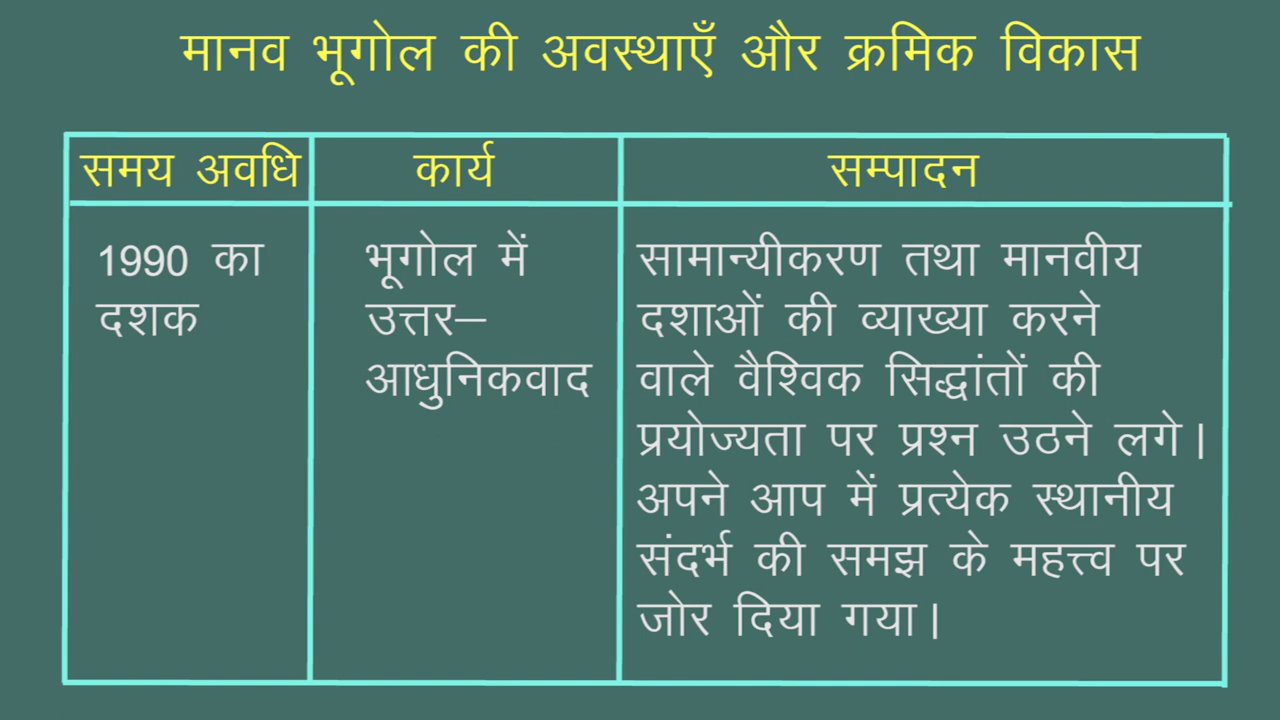 मानव भूगोल की अवस्थाएँ और क्रमिक विकास
समय अवधि कार्य सम्पादन
1990 का
दशक
भूगोल में
उत्तर–
आधुनिकवाद
सामान्यीकरण तथा मानवीय
दशाओं की व्याख्या करने
वाले वैश्विक सिद्धांतों की
प्रयोज्यता पर प्रश्न उठने लगे।
अपने आप में प्रत्येक स्थानीय
संदर्भ की समझ के महत्त्व पर
जोर दिया गया।